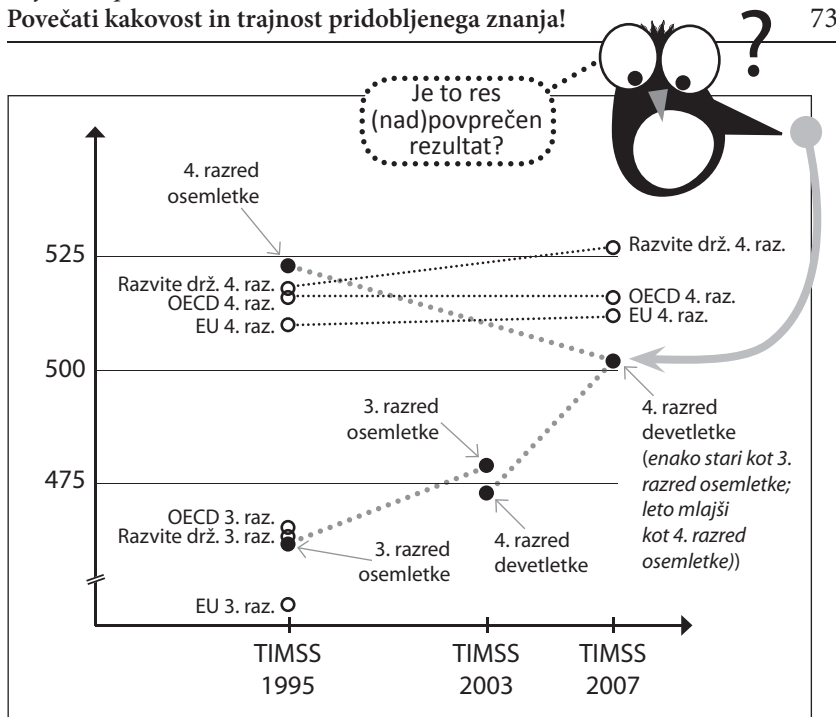 Povečati kakovost in trajnost pridobljenega znanja!
73
?
Je to res
(nad)povprečen
rezultat?
4. razred
osemletke
525
Razvite drž. 4. raz.
OECD 4. raz.
EU 4. raz.
Razvite drž. 4. raz.
OECD 4. raz.
EU 4. raz.
500
3. razred
osemletke
4. razred
devetletke
(enako stari kot 3.
razred osemletke;
leto mlajši
kot 4. razred
osemletke))
475
OECD 3. raz.
Razvite drž. 3. raz.
3. razred
osemletke
4. razred
devetletke
EU 3. raz.
TIMSS
1995
TIMSS
2003
TIMSS
2007